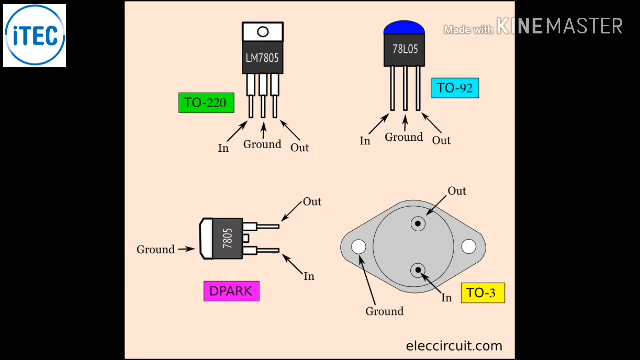 iTEC
Made with KINEMASTER
LM7805
TO-220
In
Ground
Out
78L05
TO-92
In
Ground
Out
7805
Out
Ground
In
DPARK
Out
In
Ground
TO-3
eleccircuit.com